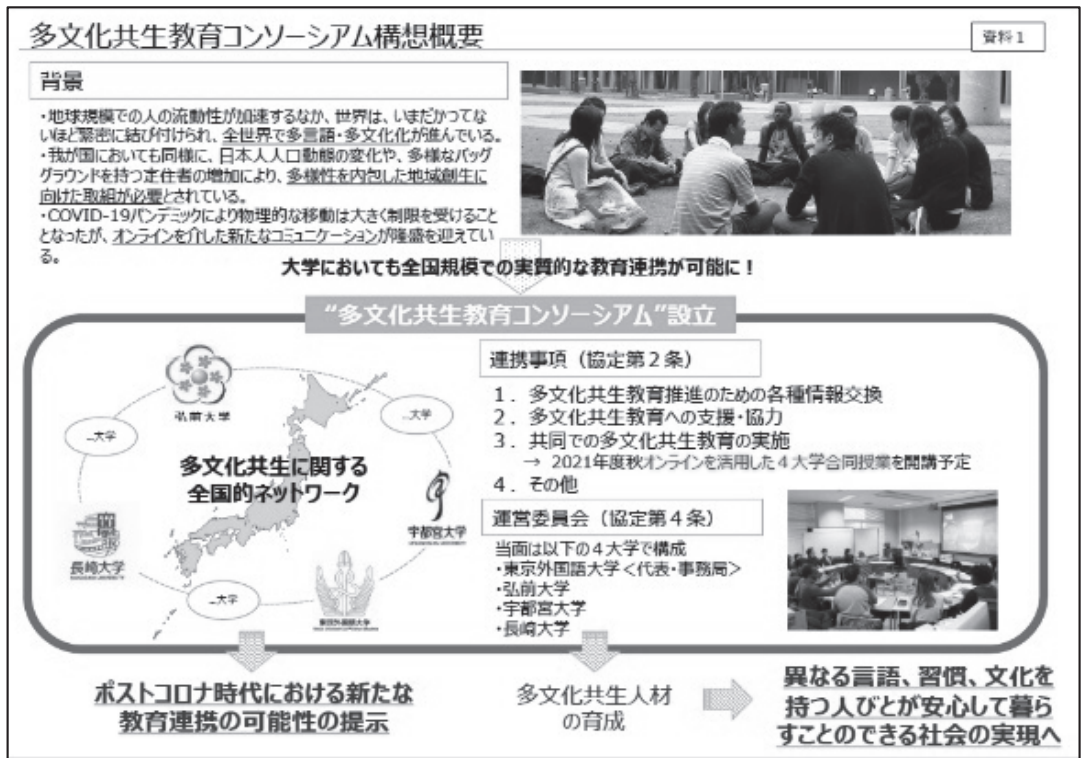 多文化共生教育コンソーシアム構想概要
資料1
背景
・地球規模での人の流動性が加速するなか、世界は、いまだかつてな
いほど緊密に結び付けられ、全世界で多言語・多文化化が進んでいる。
・我が国においても同様に、日本人人口動態の変化や、多様なバッグ
グラウンドを持つ定住者の増加により、多様性を内包した地域創生に
向けた取組が必要とされている。
・COVID-19パンデミックにより物理的な移動は大きく制限を受けること
となったが、オンラインを介した新たなコミュニケーションが隆盛を迎えてい
る。
大学においても全国規模での実質的な教育連携が可能に！
“多文化共生教育コンソーシアム”設立
弘前大学
...大学
...大学
多文化共生に関する
全国的ネットワーク
宇都宮大学
長崎大学
...大学
東京外国語大学
連携事項（協定第２条）
１．多文化共生教育推進のための各種情報交換
２．多文化共生教育への支援・協力
３．共同での多文化共生教育の実施
→ 2021年度秋オンラインを活用した４大学合同授業を開講予定
４．その他
運営委員会（協定第４条）
当面は以下の４大学で構成
・東京外国語大学＜代表・事務局＞
・弘前大学
・宇都宮大学
・長崎大学
ポストコロナ時代における新たな
教育連携の可能性の提示
多文化共生人材
の育成
異なる言語、習慣、文化を
持つ人びとが安心して暮ら
すことのできる社会の実現へ